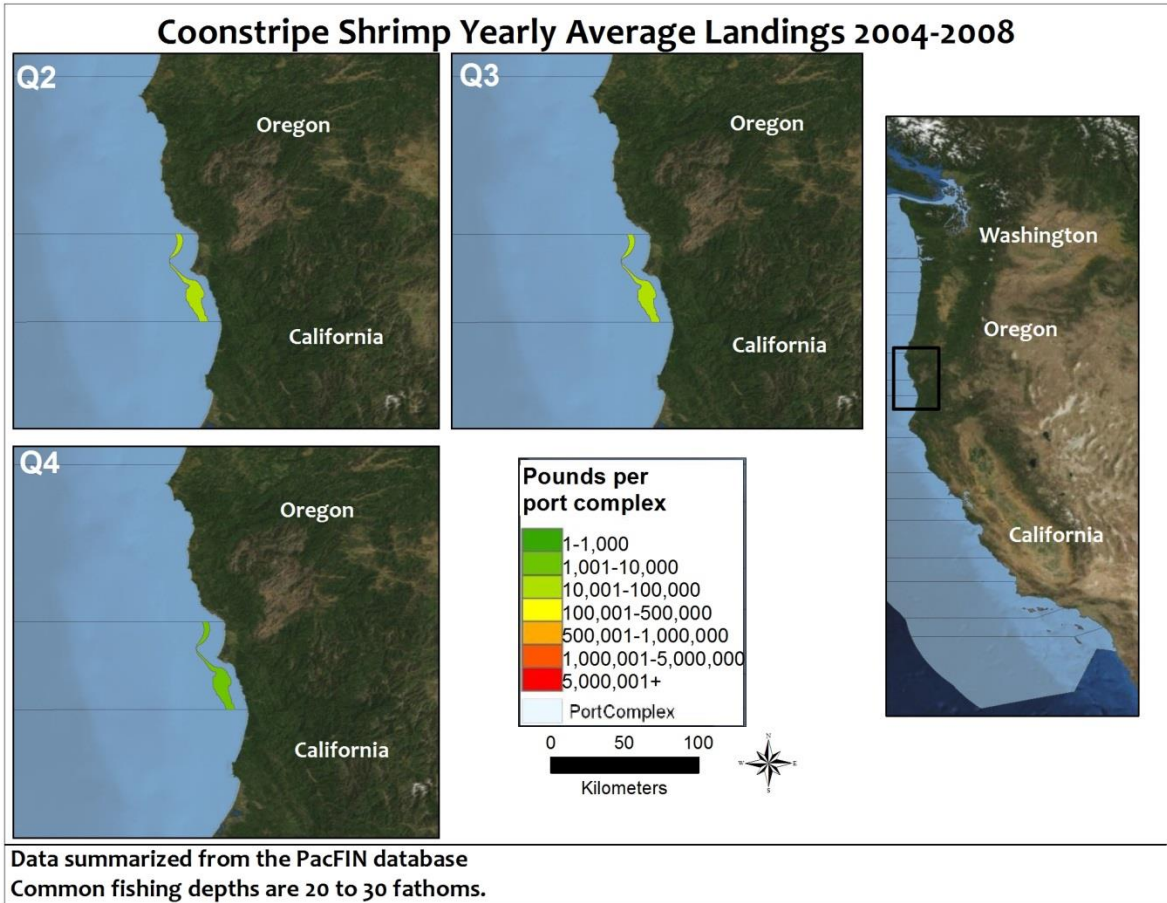 Coonstripe Shrimp Yearly Average Landings 2004-2008
Q2
Oregon
California
Q3
Oregon
California
Washington
Oregon
California
Q4
Oregon
California
Pounds per
port complex
1-1,000
1,001-10,000
10,001-100,000
100,001-500,000
500,001-1,000,000
1,000,001-5,000,000
5,000,001+
PortComplex
0 50 100
Kilometers
N
W E
S
Data summarized from the PacFIN database
Common fishing depths are 20 to 30 fathoms.